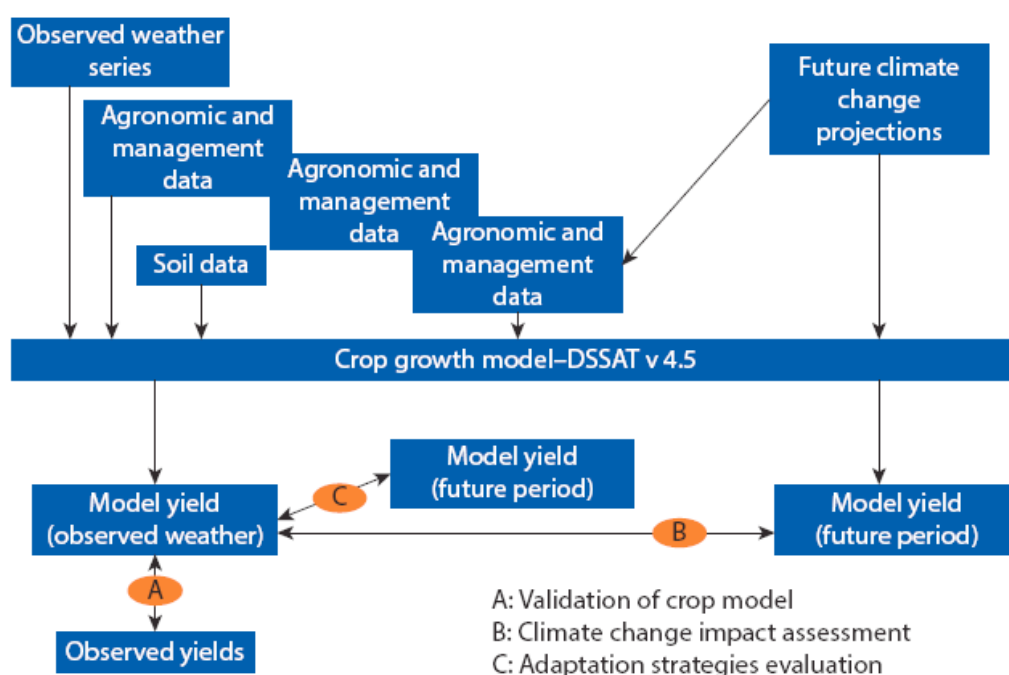 Observed weather
series
Future climate
change
projections
Agronomic and
management
data
Agronomic and
management
data
Agronomic and
management
data
Soil data
Crop growth model–DSSAT v 4.5
Model yield
(future period)
C
Model yield
(observed weather)
B
Model yield
(future period)
A
Observed yields
A: Validation of crop model
B: Climate change impact assessment
C: Adaptation strategies evaluation